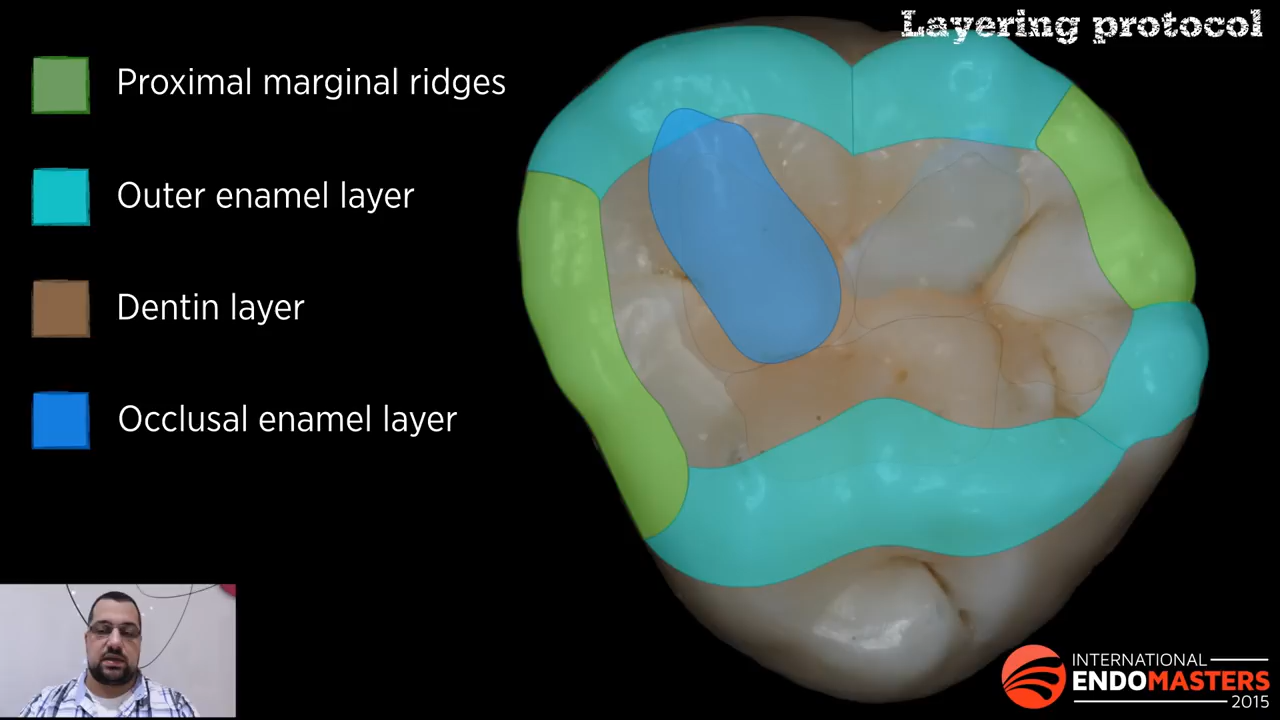 Layering protocol
Proximal marginal ridges
Outer enamel layer
Dentin layer
Occlusal enamel layer
INTERNATIONAL
ENDOMASTERS
2015